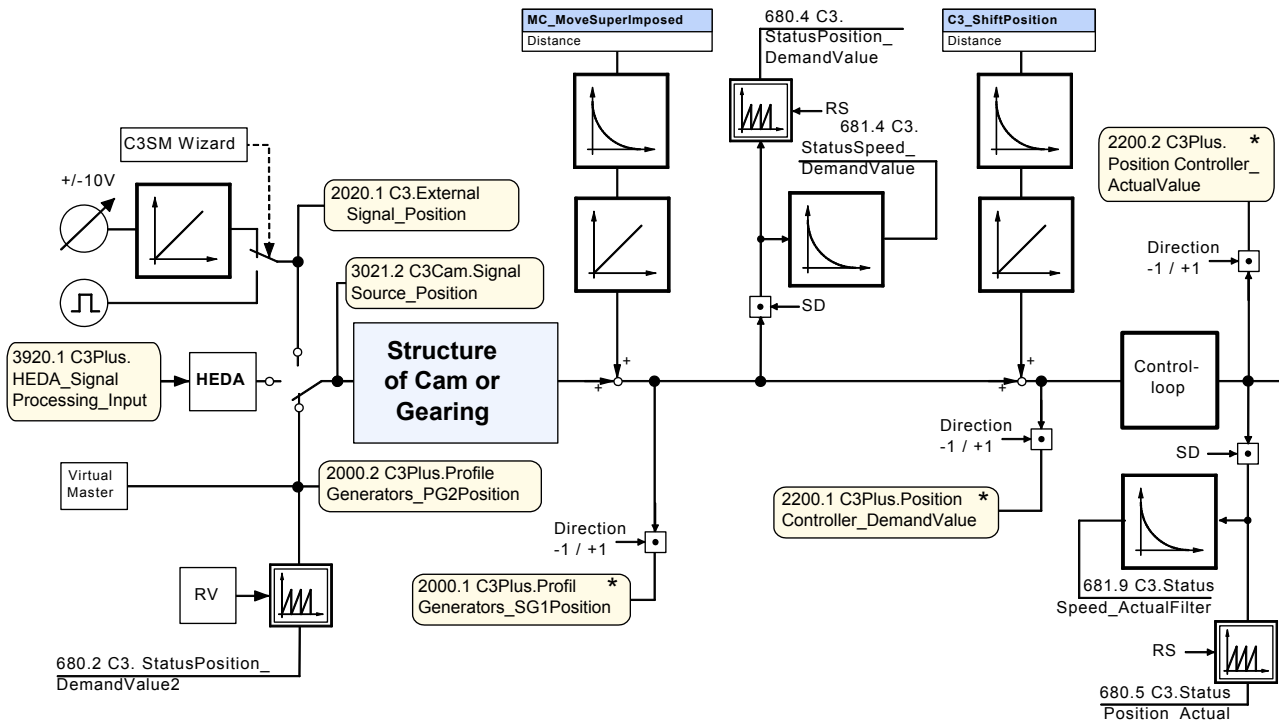 MC_MoveSuperImposed
Distance
680.4 C3.
StatusPosition_
DemandValue
RS
681.4 C3.
StatusSpeed_
DemandValue
SD
C3_ShiftPosition
Distance
2200.2 C3Plus. *
Position Controller_
ActualValue
Direction
-1 / +1
C3SM Wizard
+/-10V
2020.1 C3.External
Signal_Position
3021.2 C3Cam.Signal
Source_Position
3920.1 C3Plus.
HEDA_Signal
Processing_Input
HEDA
Structure
of Cam or
Gearing
+
+
+
+
Control-
loop
Virtual
Master
2000.2 C3Plus.Profile
Generators_PG2Position
Direction
-1 / +1
2000.1 C3Plus.Profil *
Generators_SG1Position
RV
680.2 C3. StatusPosition_
DemandValue2
Direction
-1 / +1
2200.1 C3Plus.Position *
Controller_DemandValue
SD
681.9 C3.Status
Speed_ActualFilter
RS
680.5 C3.Status
Position_Actual